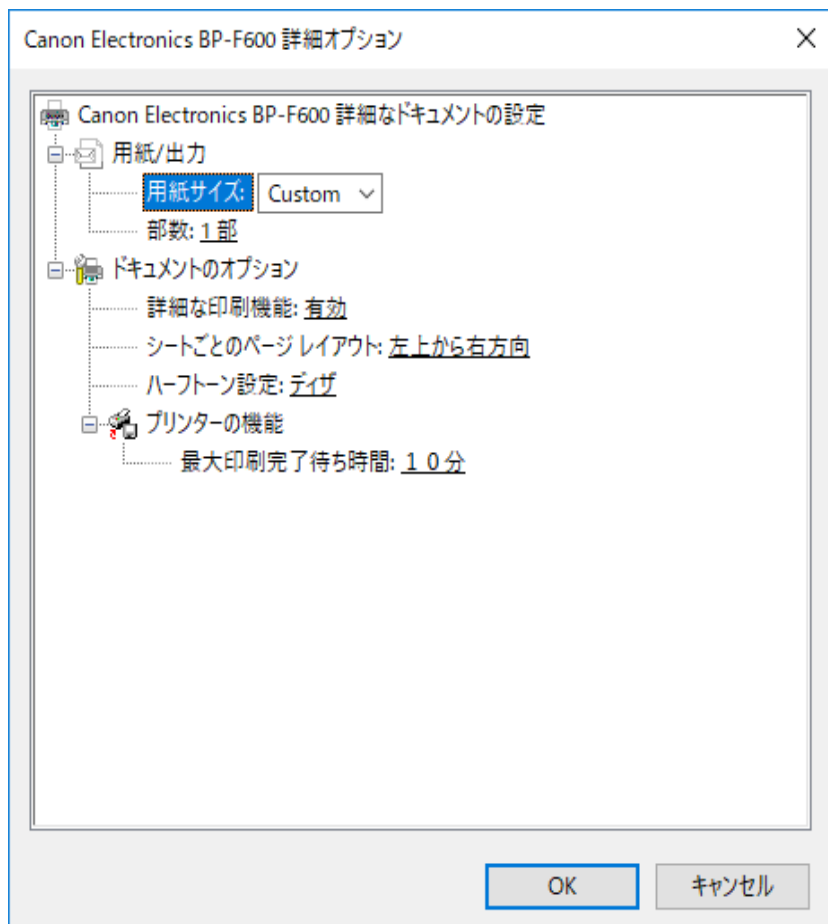 Canon Electronics BP-F600 詳細オプション
Canon Electronics BP-F600 詳細なドキュメントの設定
用紙/出力
用紙サイズ: Custom
部数: 1 部
ドキュメントのオプション
詳細な印刷機能: 有効
シートごとのページ レイアウト: 左上から右方向
ハーフトーン設定: ディザ
プリンターの機能
最大印刷完了待ち時間: １０分
OK キャンセル